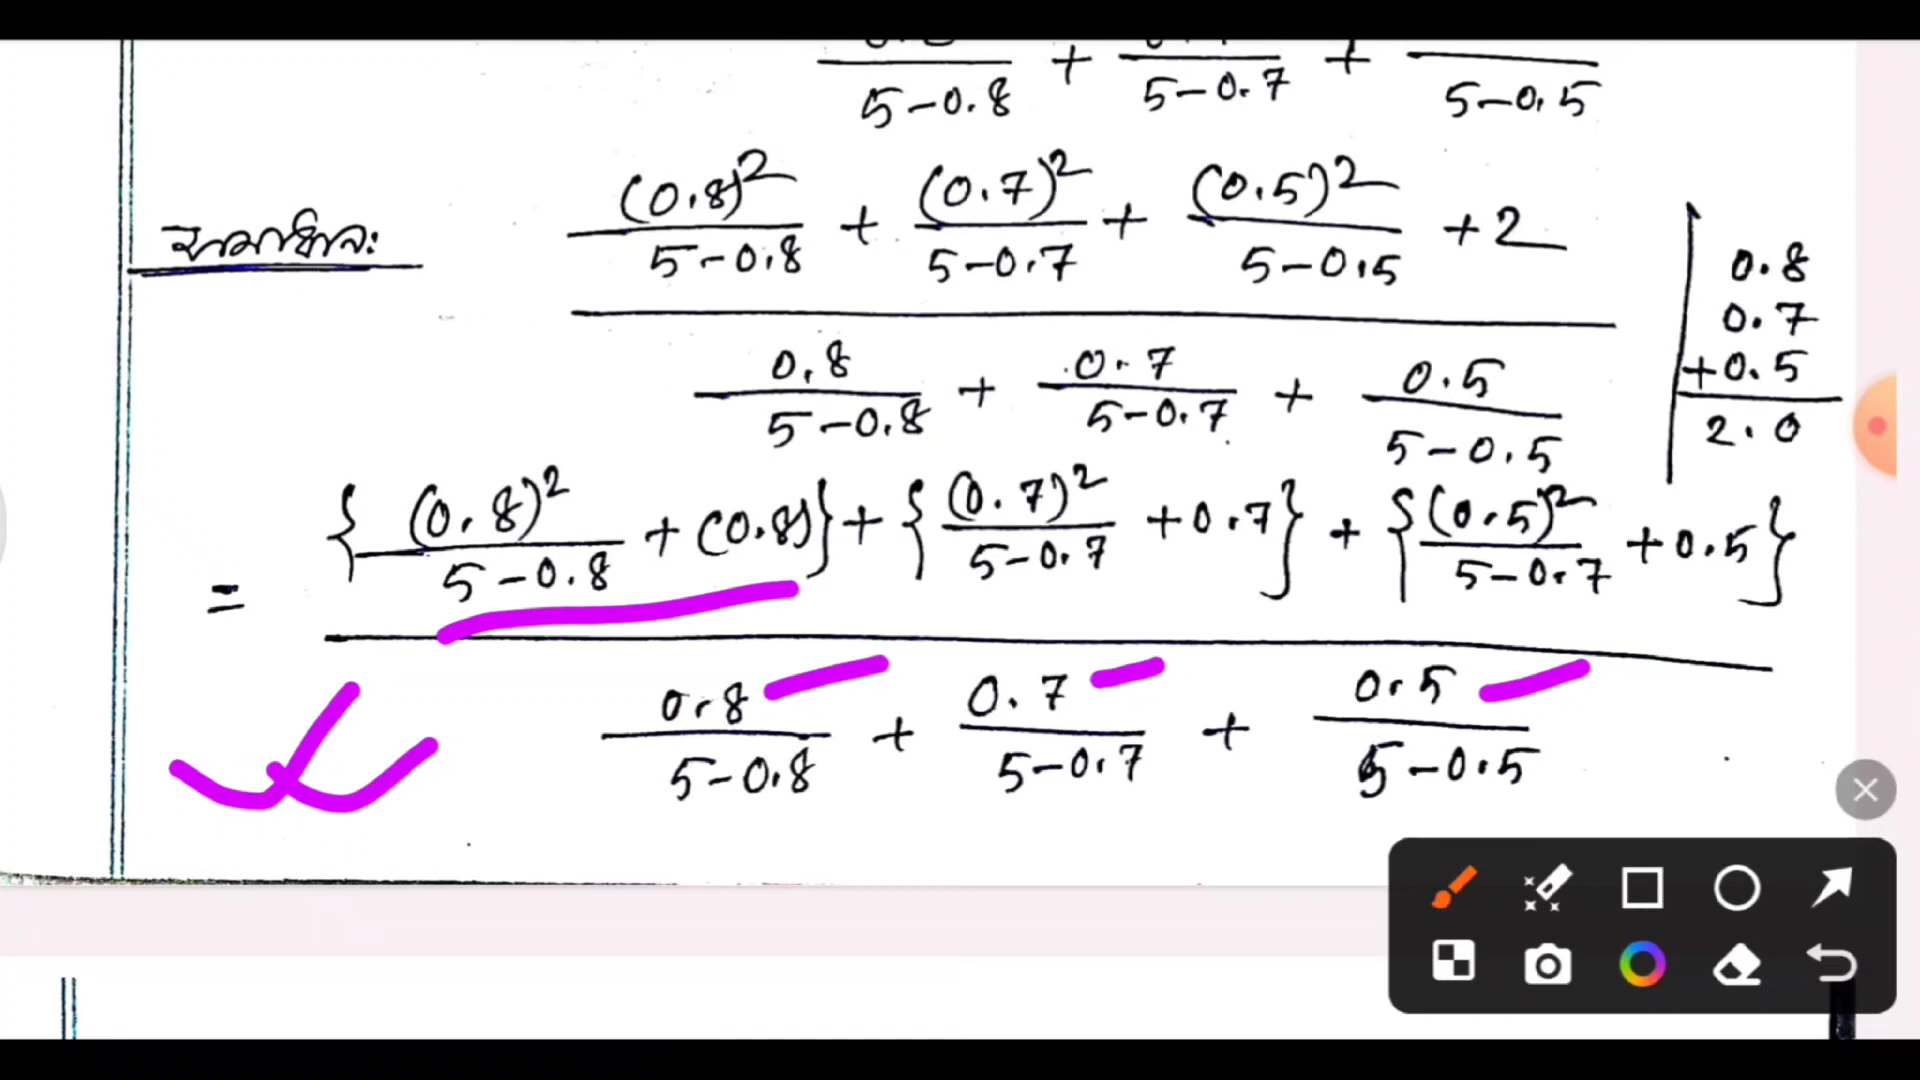 5-0.8 + 5-0.7 + 5-0.5
সমাধান: (0.8)²/(5-0.8) + (0.7)²/(5-0.7) + (0.5)²/(5-0.5) +2
0.8/(5-0.8) + 0.7/(5-0.7) + 0.5/(5-0.5)
0.8
0.7
+0.5
2.0
= {(0.8)²/(5-0.8) + (0.8)} + {(0.7)²/(5-0.7) +0.7} + {(0.5)²/(5-0.7) +0.5}
0.8/(5-0.8) + 0.7/(5-0.7) + 0.5/(5-0.5)